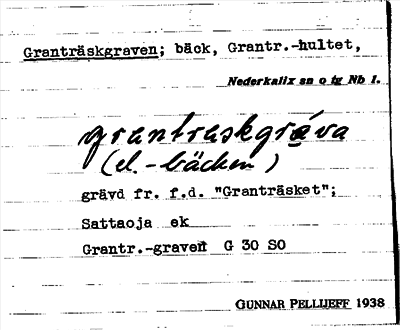 Granträskgraven; bäck, Grantr.-hultet,
Nederkalix sn o tg Nb l.
grantraskgráva
(el. -bäcken)
grävd fr. f.d. "Granträsket";
Sattaoja ek
Grantr.-graven G 30 SO
GUNNAR PELLIJEFF 1938